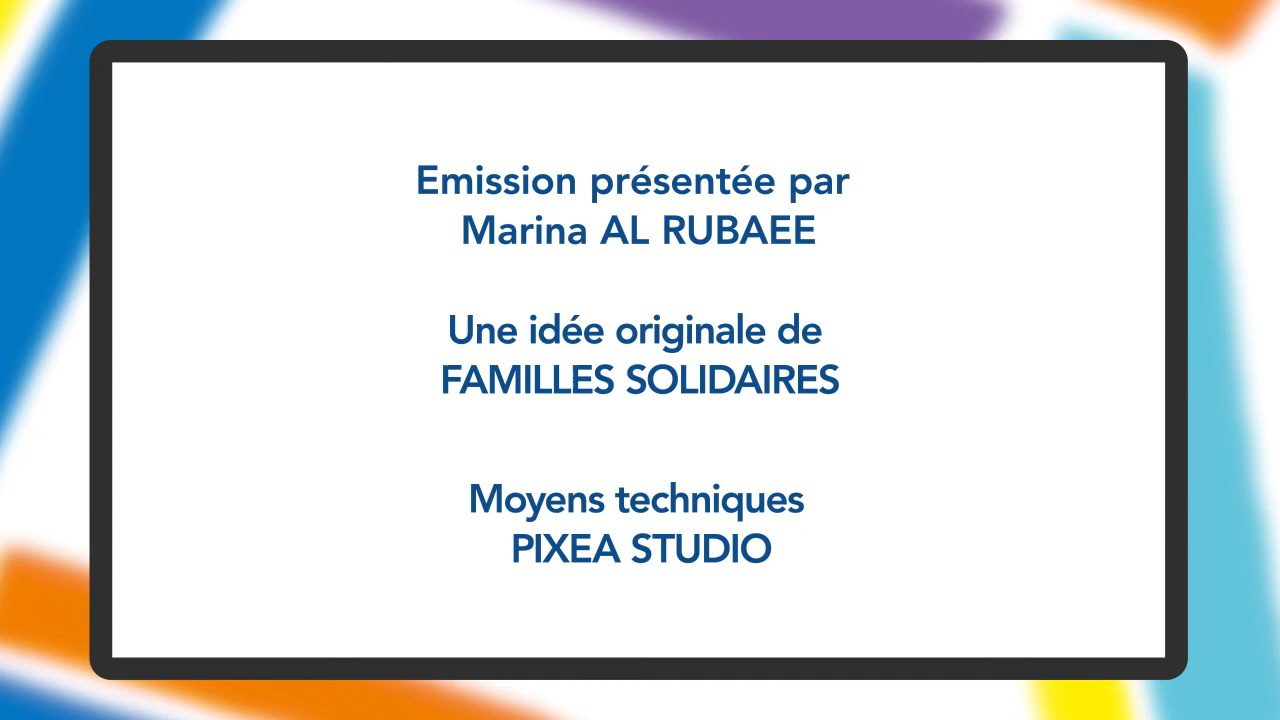 Emission présentée par
Marina AL RUBAEE
Une idée originale de
FAMILLES SOLIDAIRES
Moyens techniques
PIXEA STUDIO